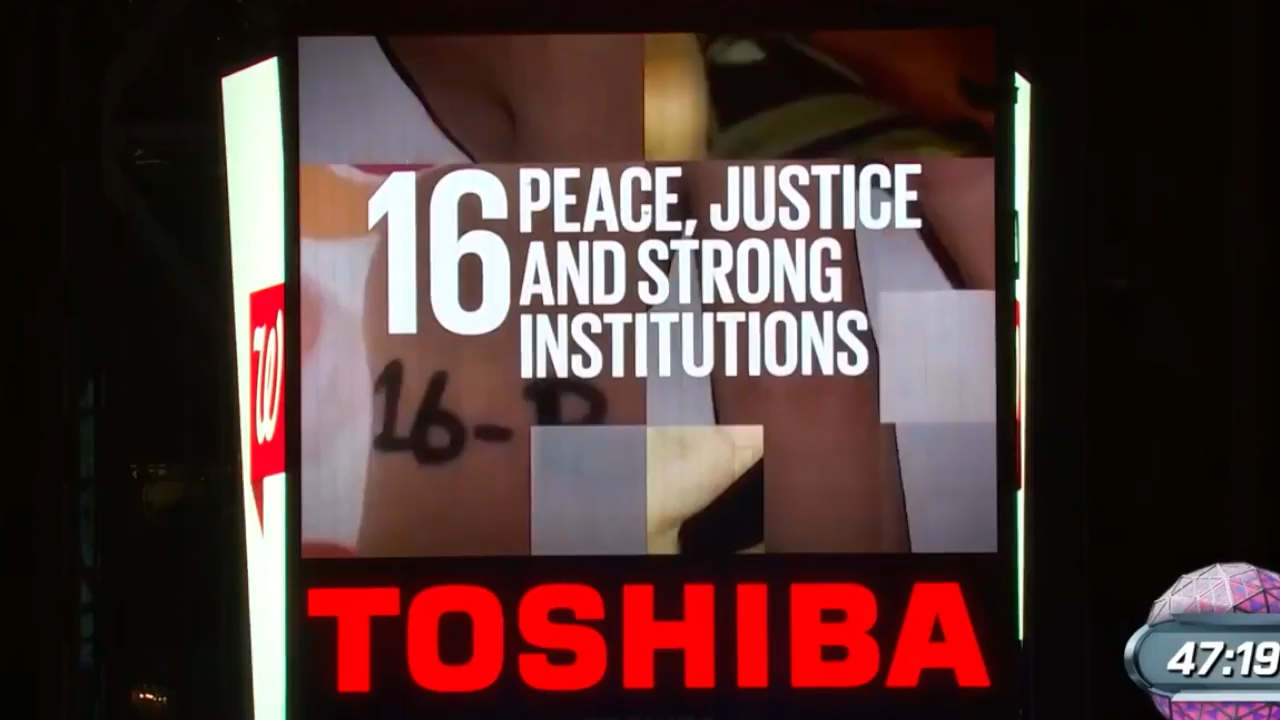 16 PEACE, JUSTICE
AND STRONG
INSTITUTIONS
16-
W
TOSHIBA
47:19